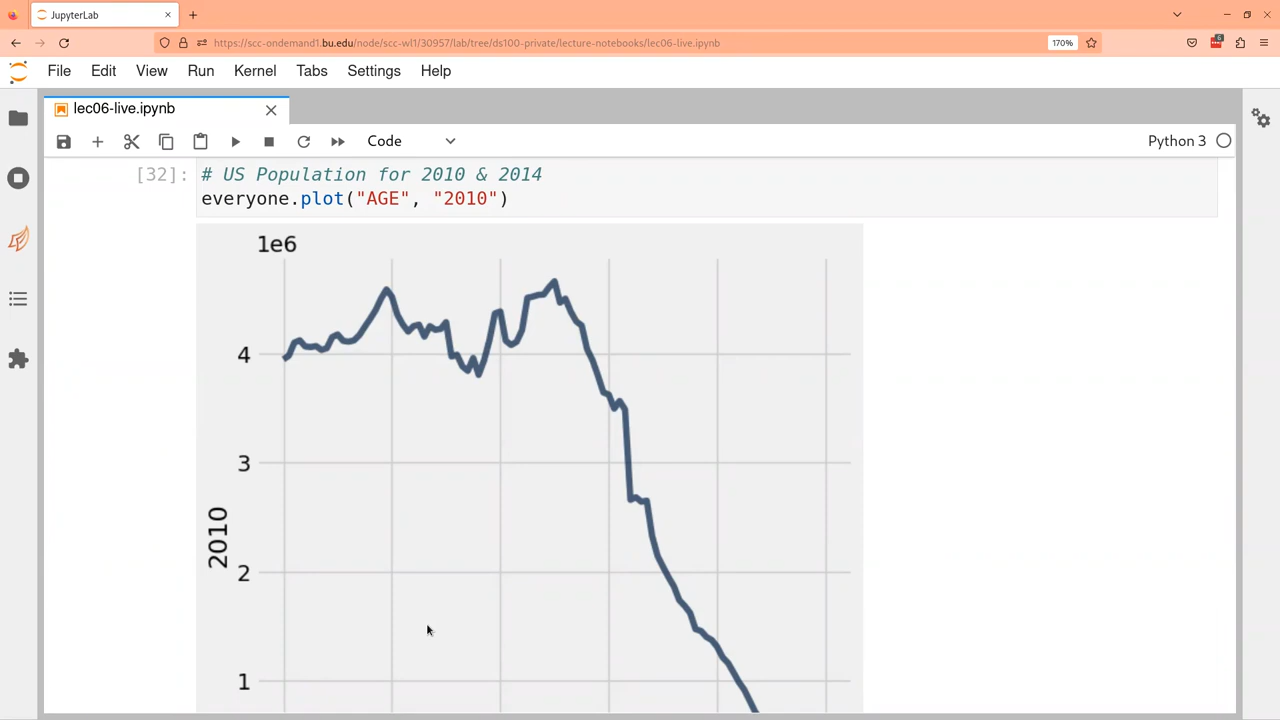 JupyterLab
https://scc-ondemand1.bu.edu/node/scc-wl1/30957/lab/tree/ds100-private/lecture-notebooks/lec06-live.ipynb
170%
6
File Edit View Run Kernel Tabs Settings Help
lec06-live.ipynb
Code
Python 3
[32]: # US Population for 2010 & 2014
everyone.plot("AGE", "2010")
1e6
4
3
2010
2
1